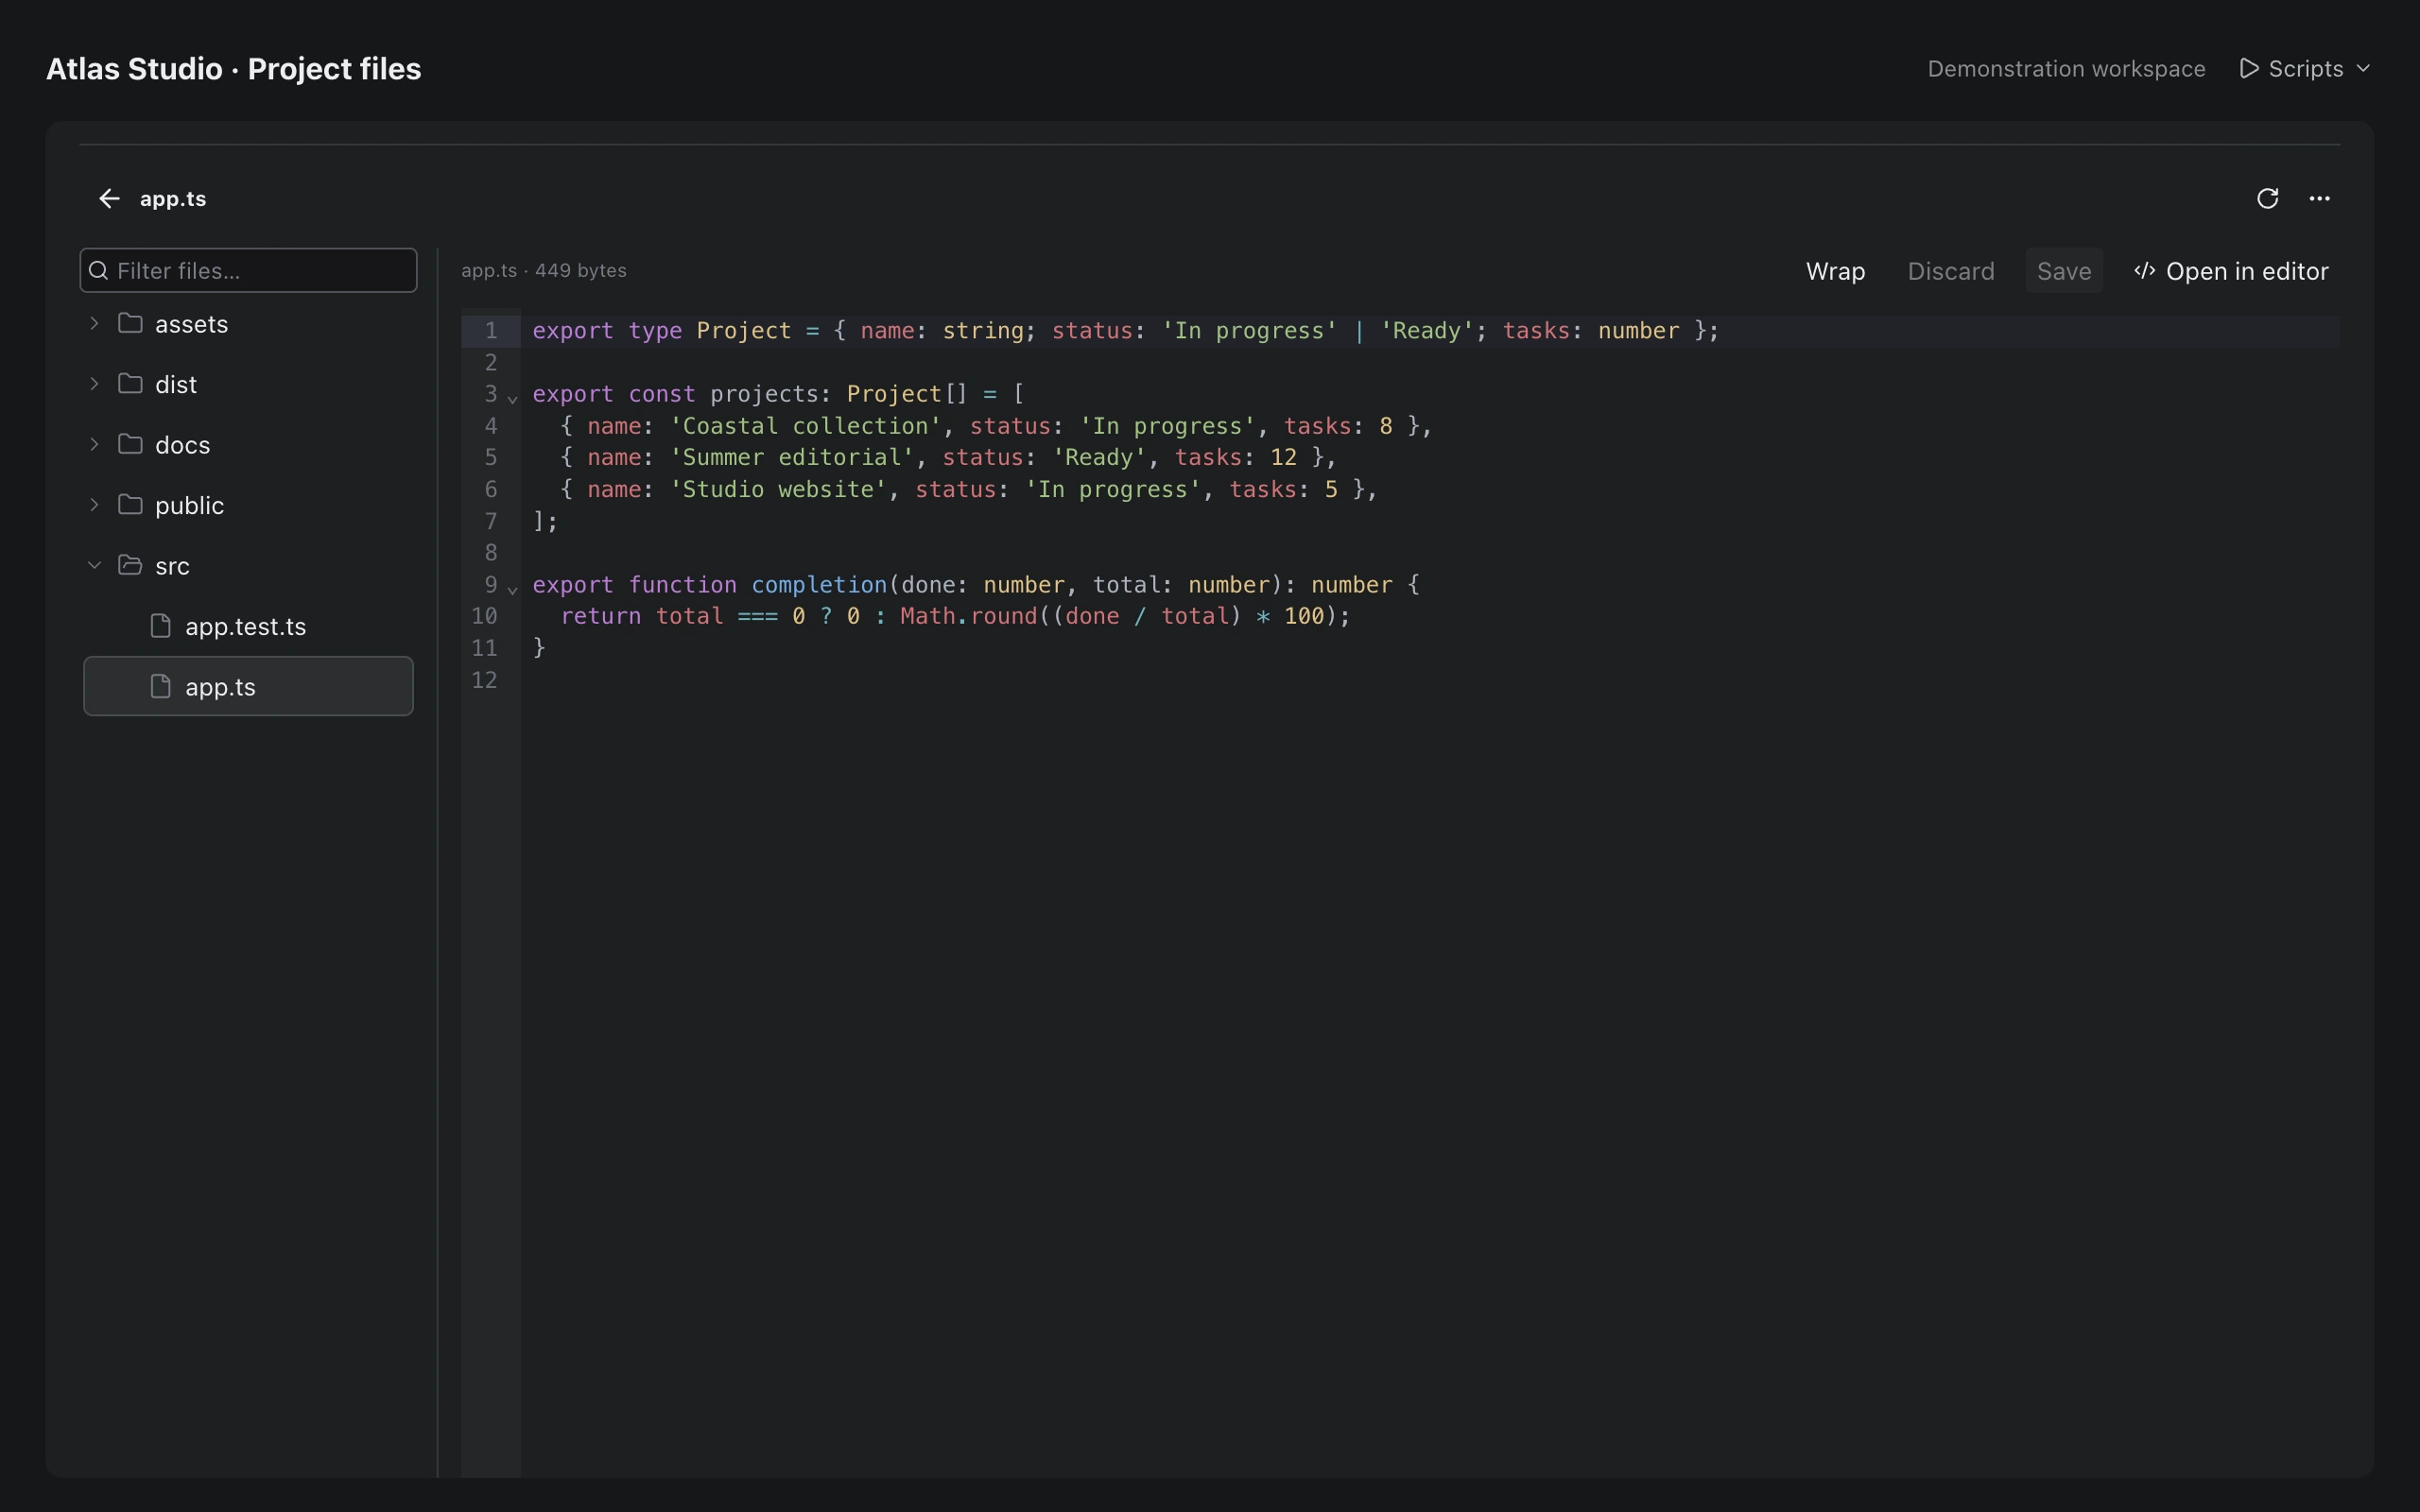 Atlas Studio · Project files
Demonstration workspace
Scripts
app.ts
Filter files...
assets
dist
docs
public
src
app.test.ts
app.ts
app.ts · 449 bytes
Wrap
Discard
Save
</> Open in editor
1 export type Project = { name: string; status: 'In progress' | 'Ready'; tasks: number };
2
3 export const projects: Project[] = [
4   { name: 'Coastal collection', status: 'In progress', tasks: 8 },
5   { name: 'Summer editorial', status: 'Ready', tasks: 12 },
6   { name: 'Studio website', status: 'In progress', tasks: 5 },
7 ];
8
9 export function completion(done: number, total: number): number {
10   return total === 0 ? 0 : Math.round((done / total) * 100);
11 }
12